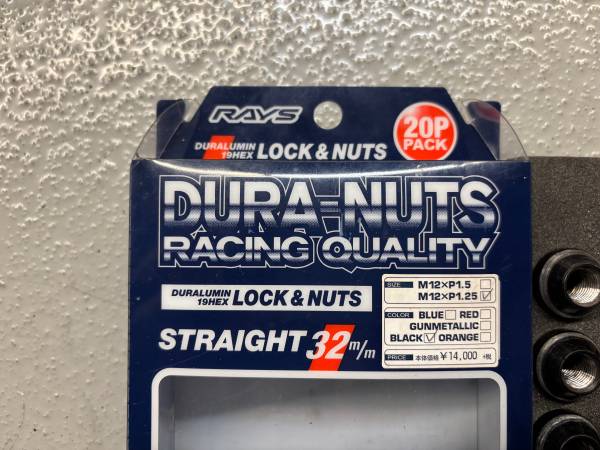 RAYS
20P
PACK
DURALUMIN
19HEX LOCK & NUTS
DURA-NUTS
RACING QUALITY
DURALUMIN
19HEX LOCK & NUTS
SIZE M12×P1.5
M12×P1.25
COLOR BLUE RED
GUNMETALLIC
BLACK ORANGE
PRICE 本体価格 ¥14,000 +税
STRAIGHT 32m/m